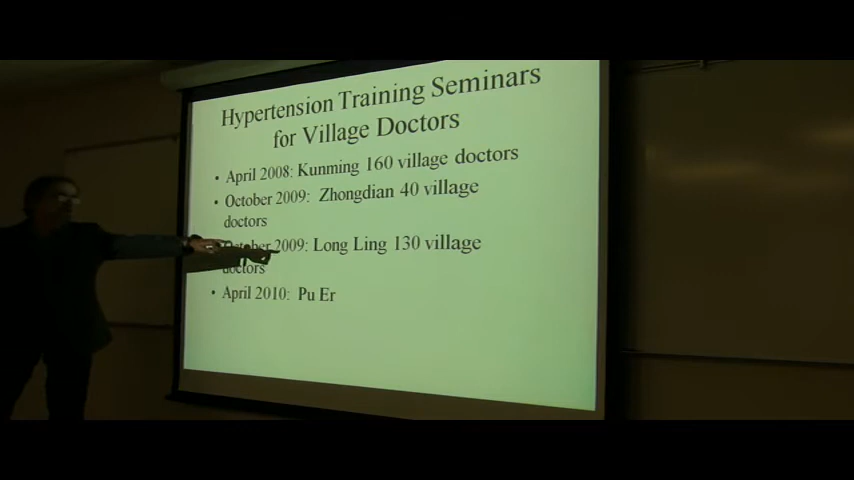 Hypertension Training Seminars
for Village Doctors
• April 2008: Kunming 160 village doctors
• October 2009: Zhongdian 40 village
doctors
October 2009: Long Ling 130 village
doctors
• April 2010: Pu Er